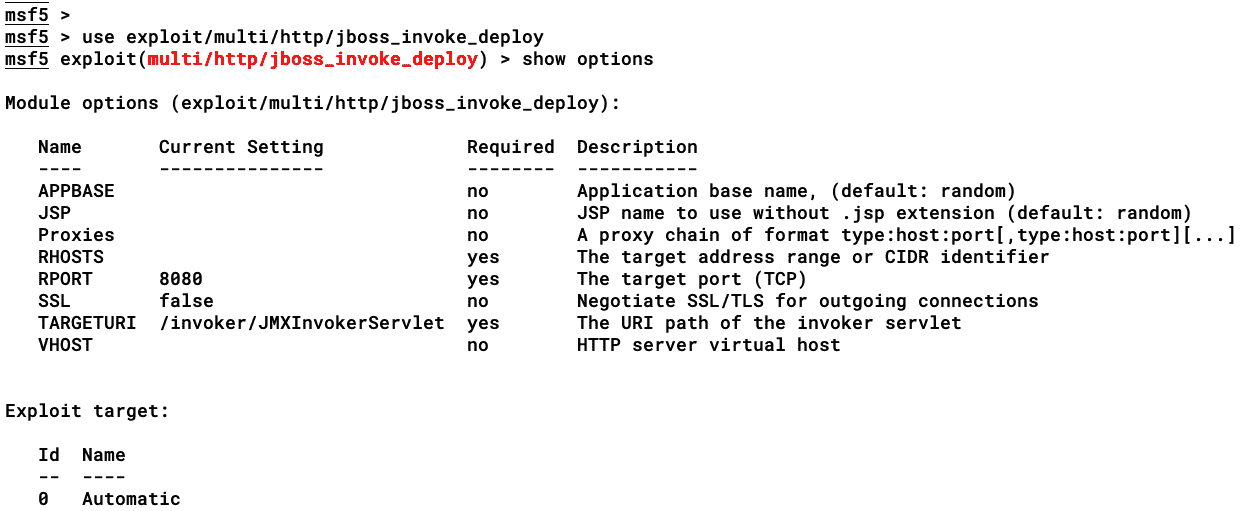 msf5 >
msf5 > use exploit/multi/http/jboss_invoke_deploy
msf5 exploit(multi/http/jboss_invoke_deploy) > show options
Module options (exploit/multi/http/jboss_invoke_deploy):
Name Current Setting Required Description
---- --------------- -------- -----------
APPBASE no Application base name, (default: random)
JSP no JSP name to use without .jsp extension (default: random)
Proxies no A proxy chain of format type:host:port[,type:host:port][...]
RHOSTS yes The target address range or CIDR identifier
RPORT 8080 yes The target port (TCP)
SSL false no Negotiate SSL/TLS for outgoing connections
TARGETURI /invoker/JMXInvokerServlet yes The URI path of the invoker servlet
VHOST no HTTP server virtual host
Exploit target:
Id Name
-- ----
0 Automatic